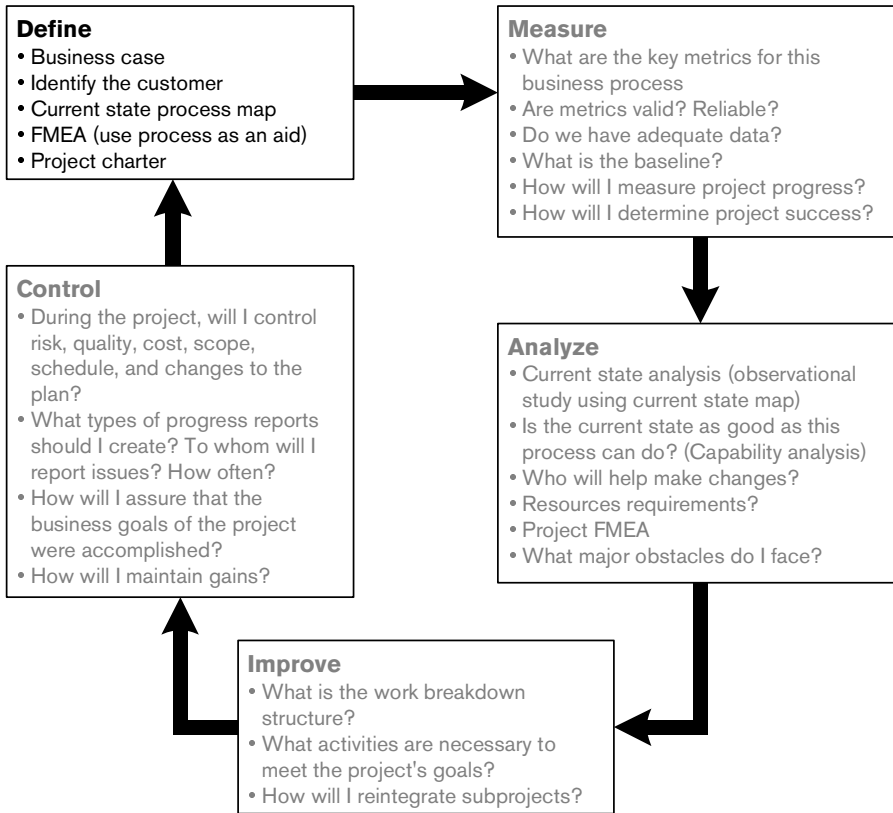 Define
• Business case
• Identify the customer
• Current state process map
• FMEA (use process as an aid)
• Project charter
Measure
• What are the key metrics for this
business process
• Are metrics valid? Reliable?
• Do we have adequate data?
• What is the baseline?
• How will I measure project progress?
• How will I determine project success?
Analyze
• Current state analysis (observational
study using current state map)
• Is the current state as good as this
process can do? (Capability analysis)
• Who will help make changes?
• Resources requirements?
• Project FMEA
• What major obstacles do I face?
Improve
• What is the work breakdown
structure?
• What activities are necessary to
meet the project's goals?
• How will I reintegrate subprojects?
Control
• During the project, will I control
risk, quality, cost, scope,
schedule, and changes to the
plan?
• What types of progress reports
should I create? To whom will I
report issues? How often?
• How will I assure that the
business goals of the project
were accomplished?
• How will I maintain gains?